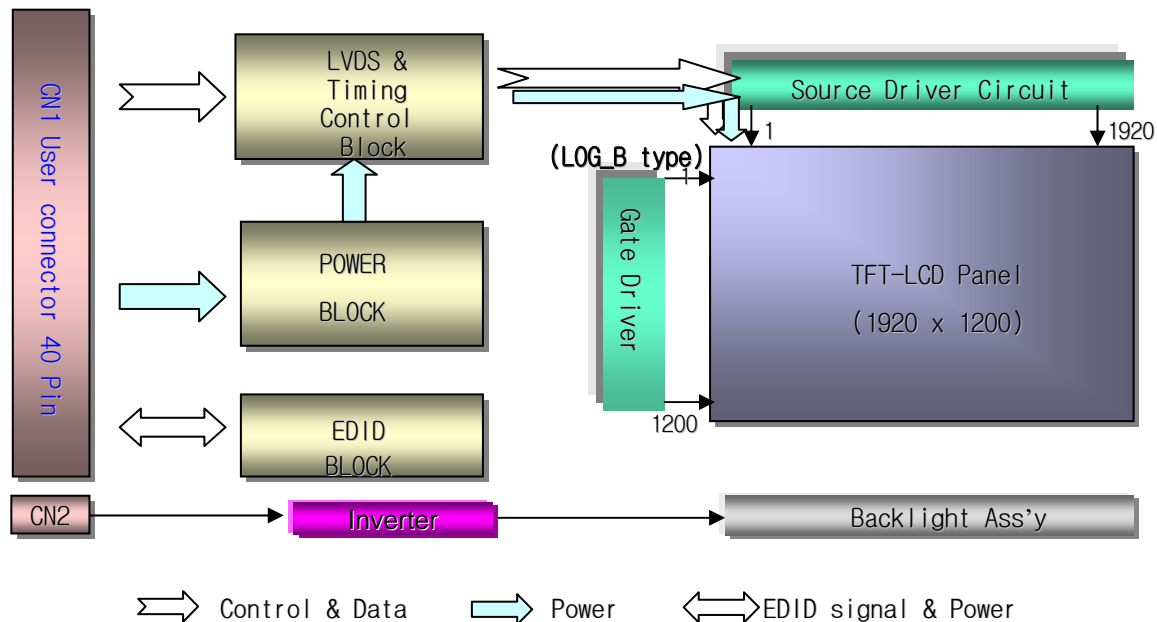 CN1 User connector 40 Pin
LVDS &
Timing
Control
Block
Source Driver Circuit
1
1920
(LOG_B type)
1
Gate Driver
1200
POWER
BLOCK
TFT-LCD Panel
(1920 x 1200)
EDID
BLOCK
CN2
Inverter
Backlight Ass’y
Control & Data
Power
EDID signal & Power